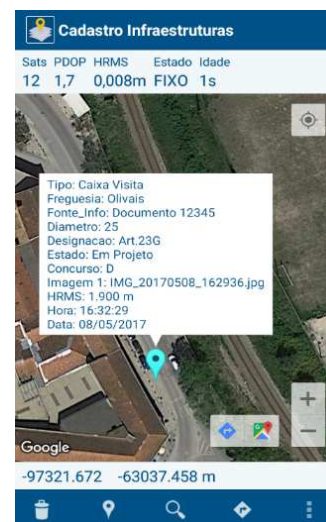 Cadastro Infraestruturas
Sats PDOP HRMS Estado Idade
12 1,7 0,008m FIXO 1s
Tipo: Caixa Visita
Freguesia: Olivais
Fonte_Info: Documento 12345
Diametro: 25
Designacao: Art.23G
Estado: Em Projeto
Concurso: D
Imagem 1: IMG_20170508_162936.jpg
HRMS: 1.900 m
Hora: 16:32:29
Data: 08/05/2017
+
−
Google
-97321.672 -63037.458 m